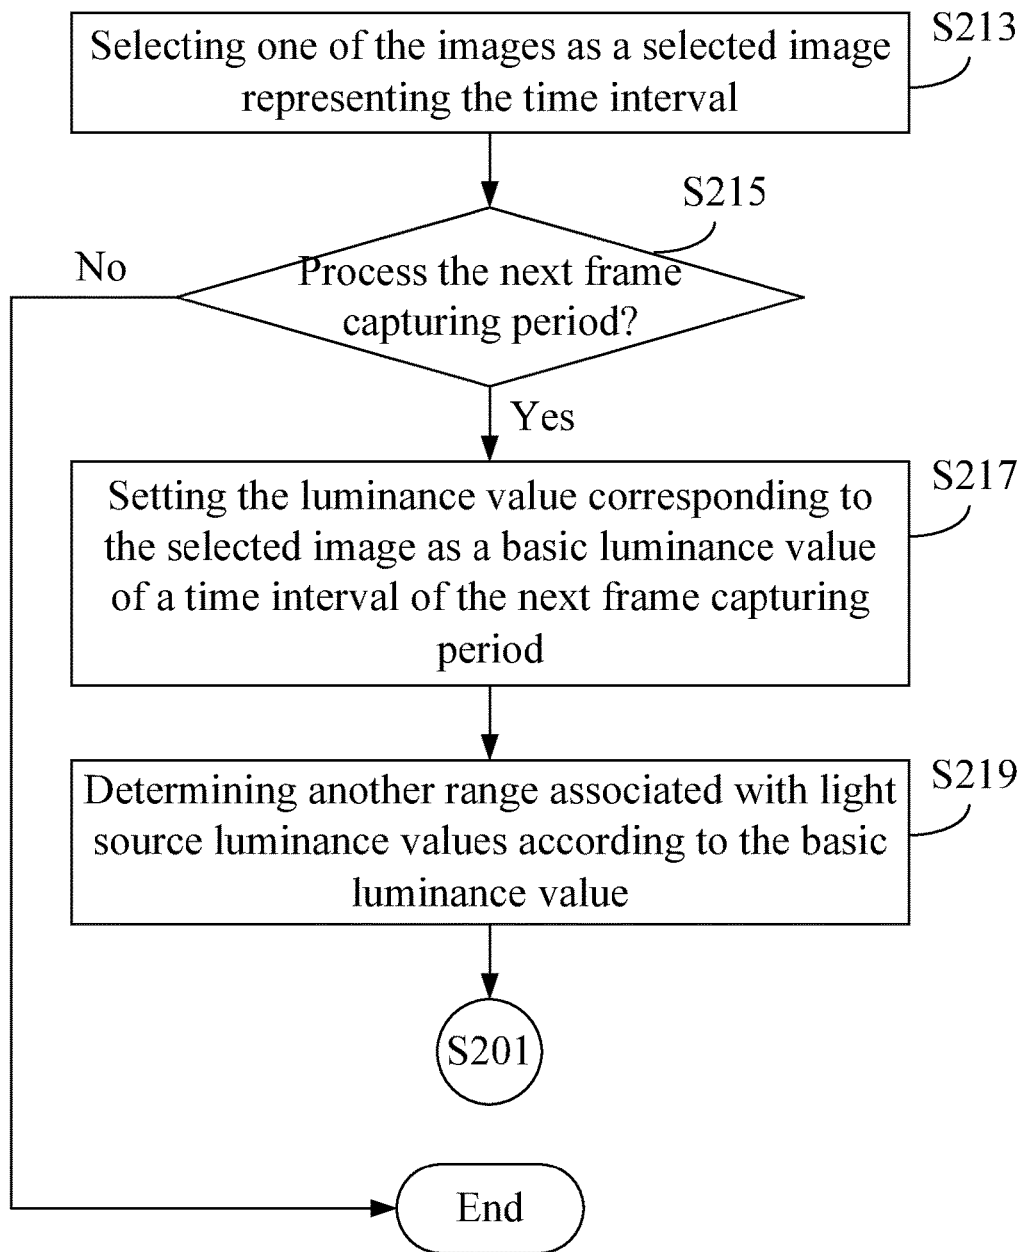 Selecting one of the images as a selected image
representing the time interval
S213
S215
No
Process the next frame
capturing period?
Yes
Setting the luminance value corresponding to
the selected image as a basic luminance value
of a time interval of the next frame capturing
period
S217
Determining another range associated with light
source luminance values according to the basic
luminance value
S219
S201
End